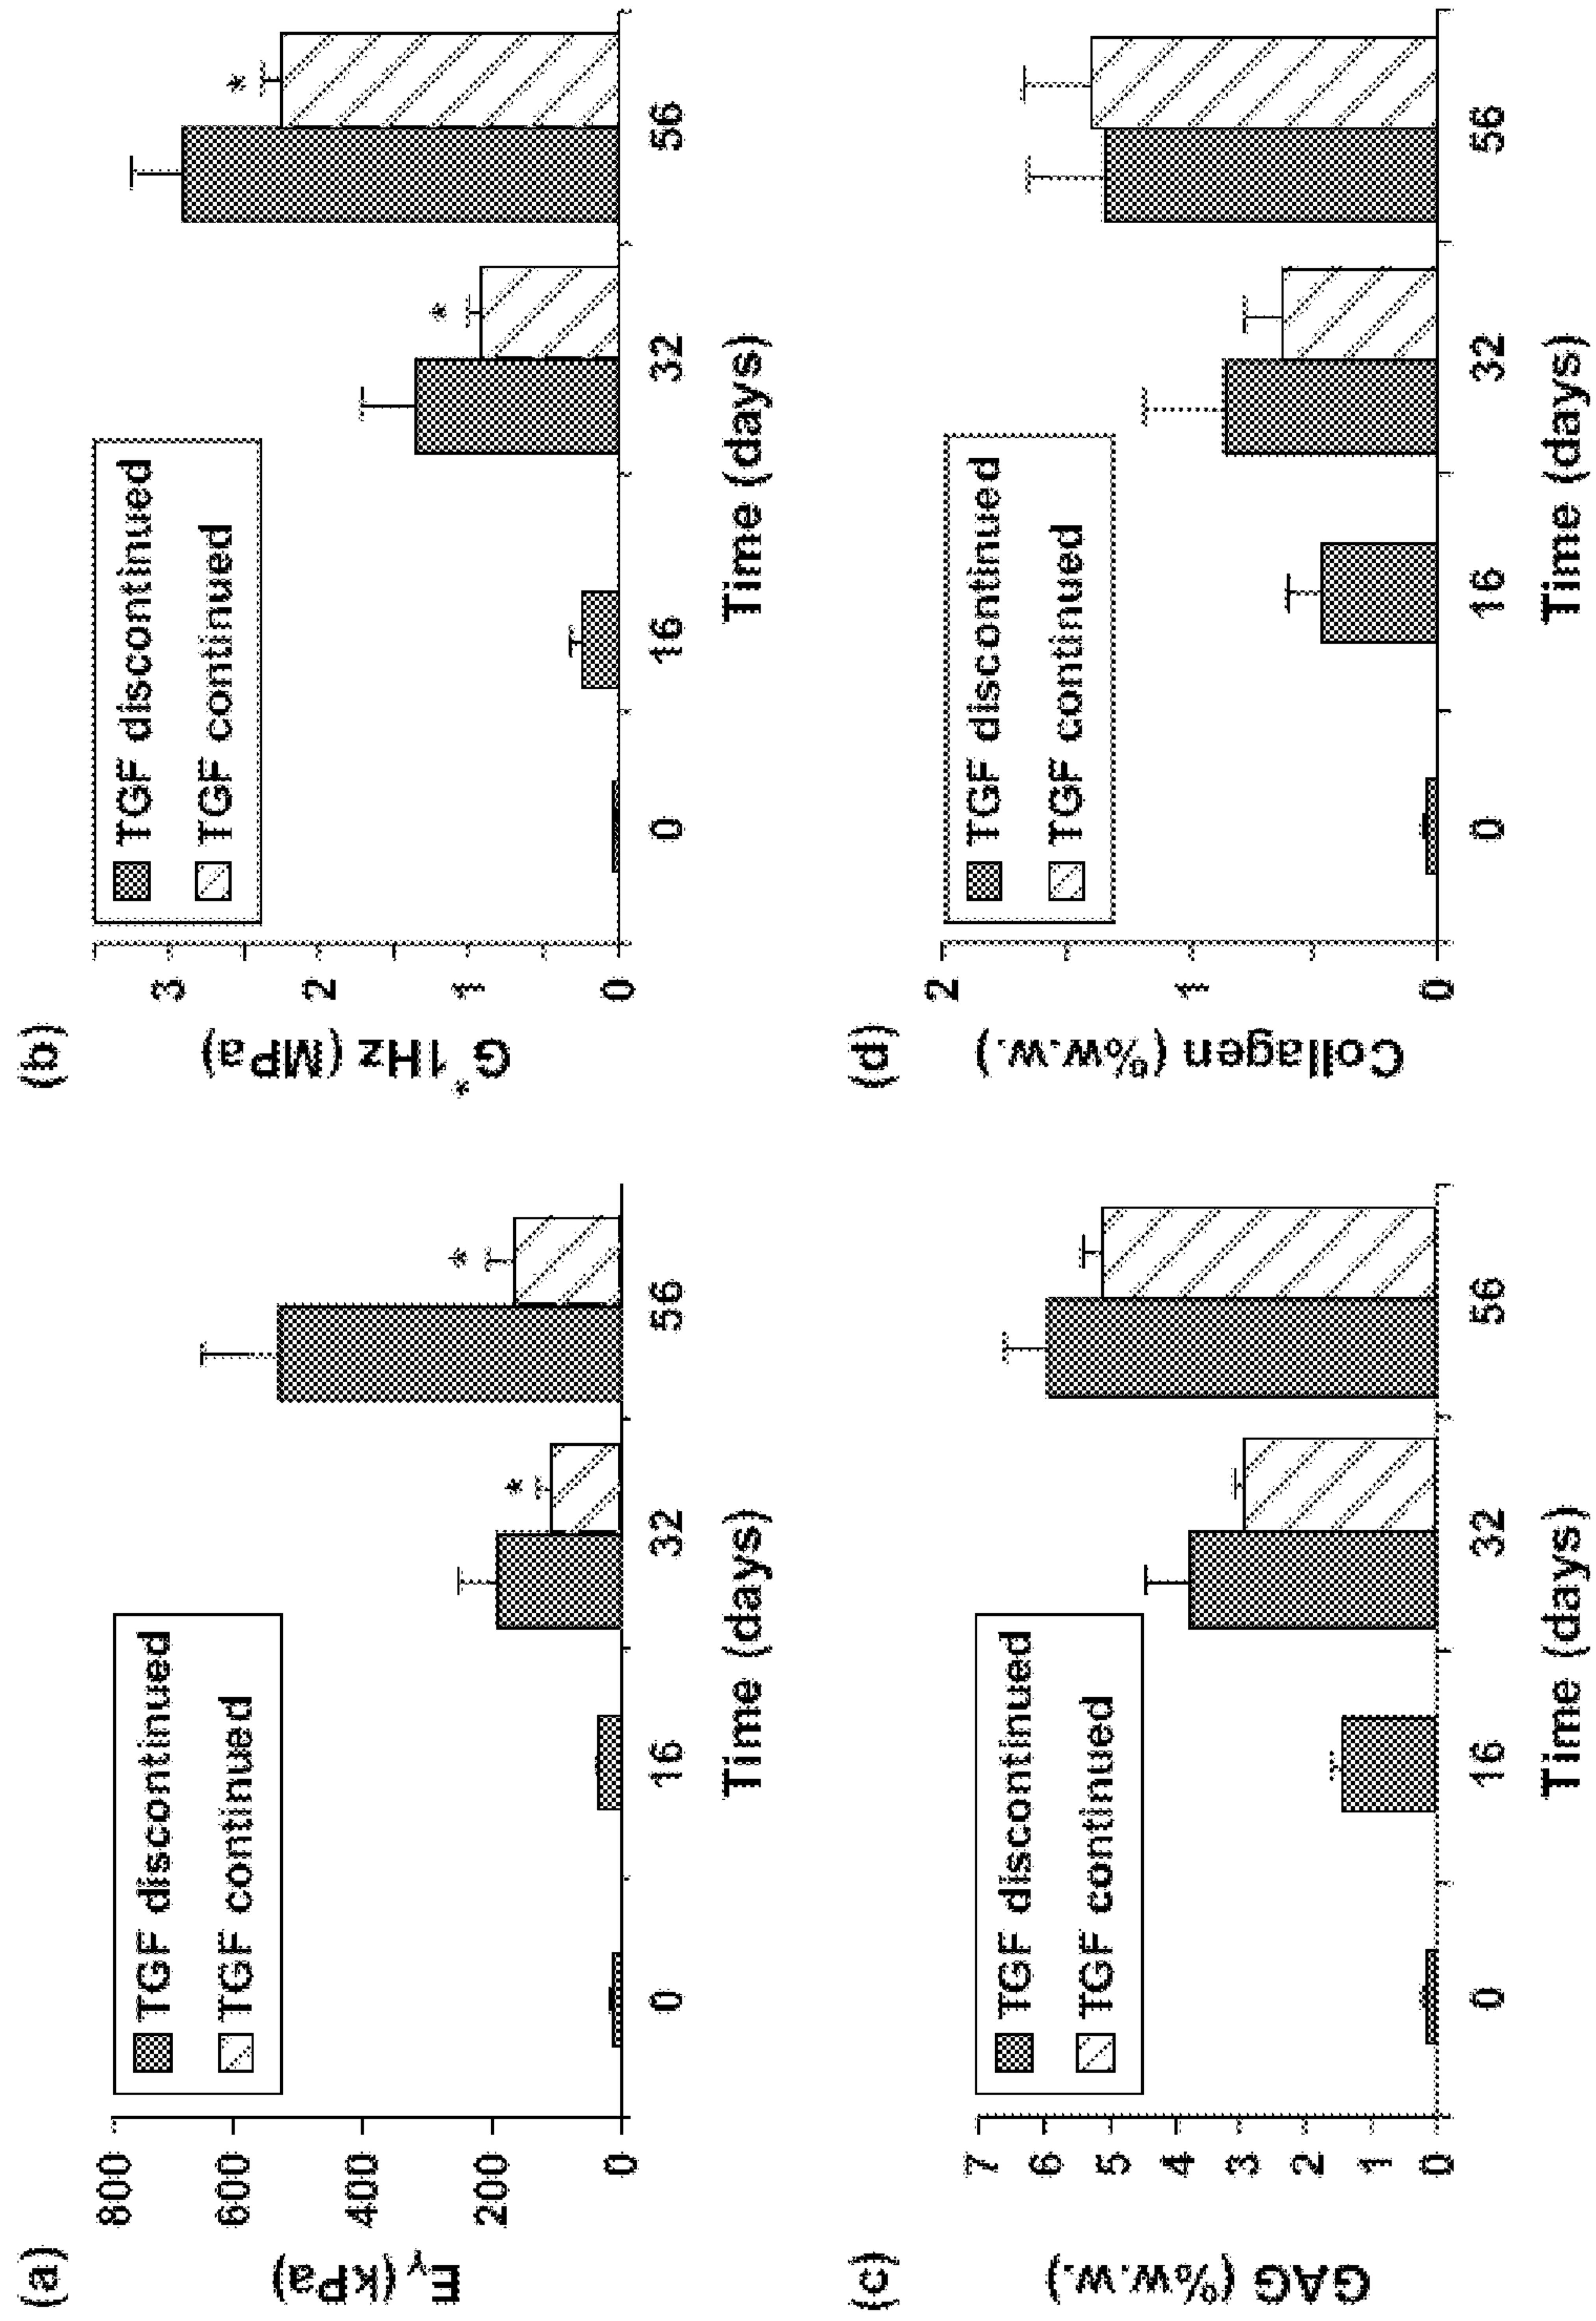 (a)
E_Y (kPa)
800
600
400
200
0
TGF discontinued
TGF continued
*
*
0 16 32 56
Time (days)
(b)
G* 1Hz (MPa)
3
2
1
0
TGF discontinued
TGF continued
*
*
0 16 32 56
Time (days)
(c)
GAG (%w.w.)
7
6
5
4
3
2
1
0
TGF discontinued
TGF continued
0 16 32 56
Time (days)
(d)
Collagen (%w.w.)
2
1
0
TGF discontinued
TGF continued
0 16 32 56
Time (days)